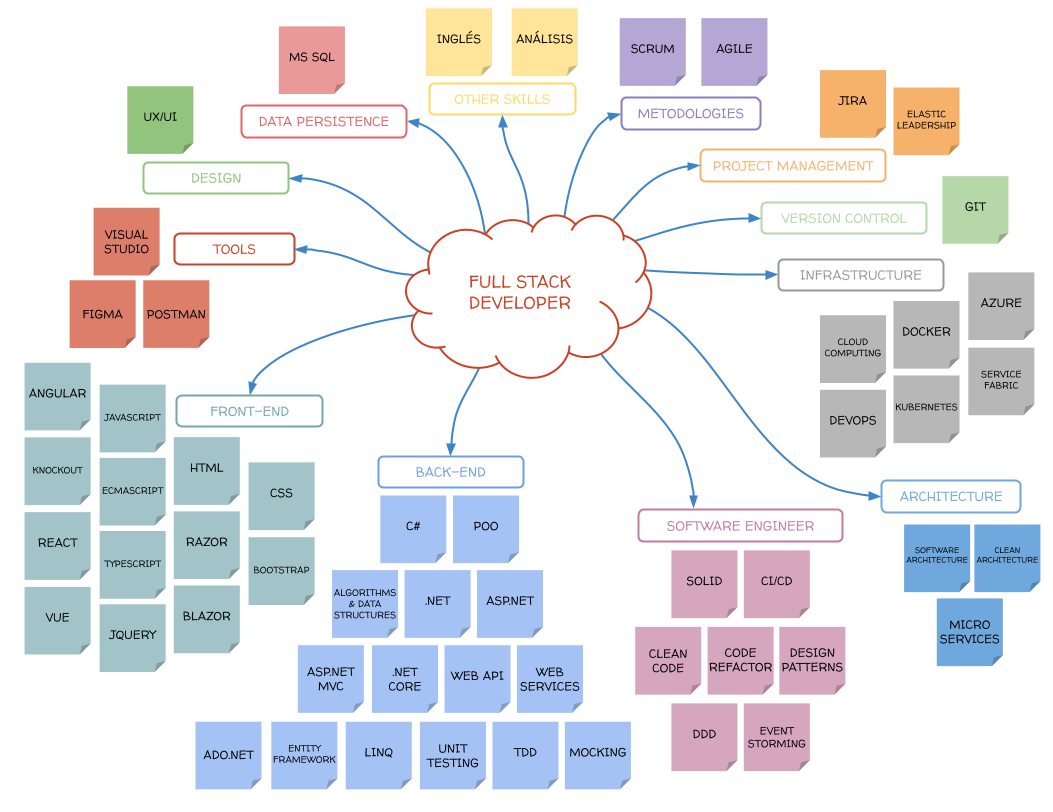 FULL STACK
DEVELOPER
OTHER SKILLS
INGLÉS
ANÁLISIS
METODOLOGIES
SCRUM
AGILE
PROJECT MANAGEMENT
JIRA
ELASTIC
LEADERSHIP
VERSION CONTROL
GIT
INFRASTRUCTURE
AZURE
DOCKER
CLOUD
COMPUTING
SERVICE
FABRIC
KUBERNETES
DEVOPS
ARCHITECTURE
SOFTWARE
ARCHITECTURE
CLEAN
ARCHITECTURE
MICRO
SERVICES
SOFTWARE ENGINEER
SOLID
CI/CD
CLEAN
CODE
CODE
REFACTOR
DESIGN
PATTERNS
DDD
EVENT
STORMING
BACK-END
C#
POO
ALGORITHMS
& DATA
STRUCTURES
.NET
ASP.NET
ASP.NET
MVC
.NET
CORE
WEB API
WEB
SERVICES
ADO.NET
ENTITY
FRAMEWORK
LINQ
UNIT
TESTING
TDD
MOCKING
FRONT-END
ANGULAR
JAVASCRIPT
KNOCKOUT
ECMASCRIPT
HTML
CSS
REACT
TYPESCRIPT
RAZOR
BOOTSTRAP
VUE
JQUERY
BLAZOR
TOOLS
VISUAL
STUDIO
FIGMA
POSTMAN
DESIGN
UX/UI
DATA PERSISTENCE
MS SQL